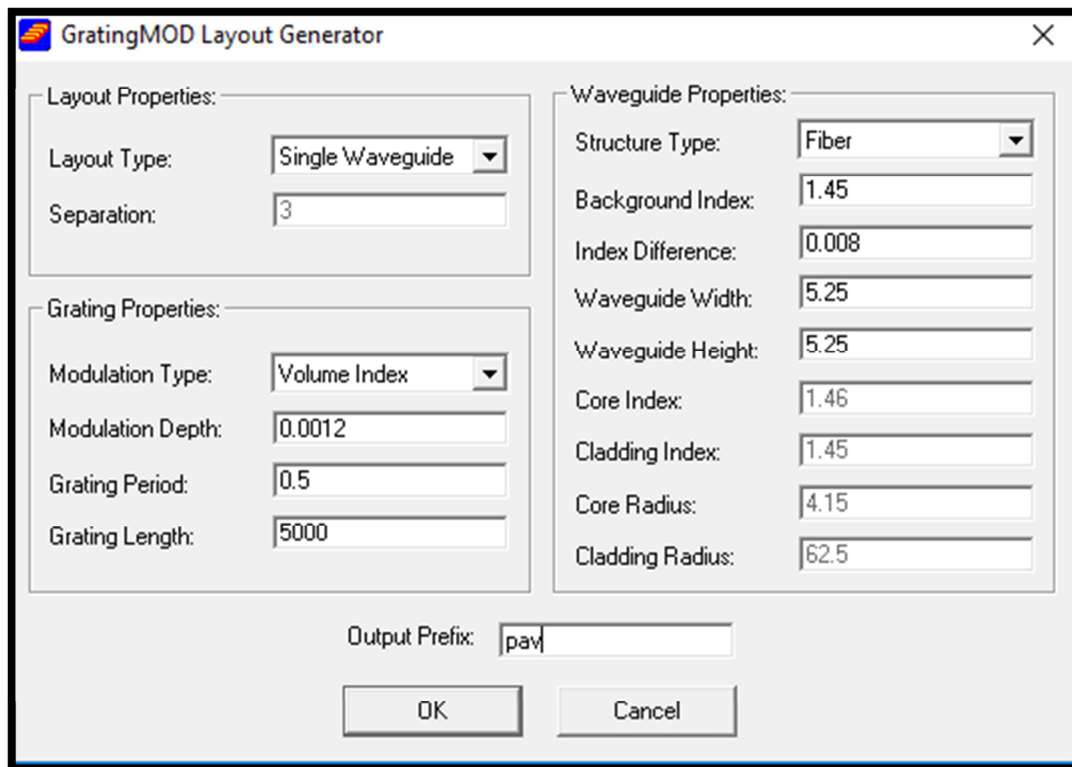 GratingMOD Layout Generator
Layout Properties:
Layout Type: Single Waveguide
Separation: 3
Grating Properties:
Modulation Type: Volume Index
Modulation Depth: 0.0012
Grating Period: 0.5
Grating Length: 5000
Waveguide Properties:
Structure Type: Fiber
Background Index: 1.45
Index Difference: 0.008
Waveguide Width: 5.25
Waveguide Height: 5.25
Core Index: 1.46
Cladding Index: 1.45
Core Radius: 4.15
Cladding Radius: 62.5
Output Prefix: pav
OK Cancel